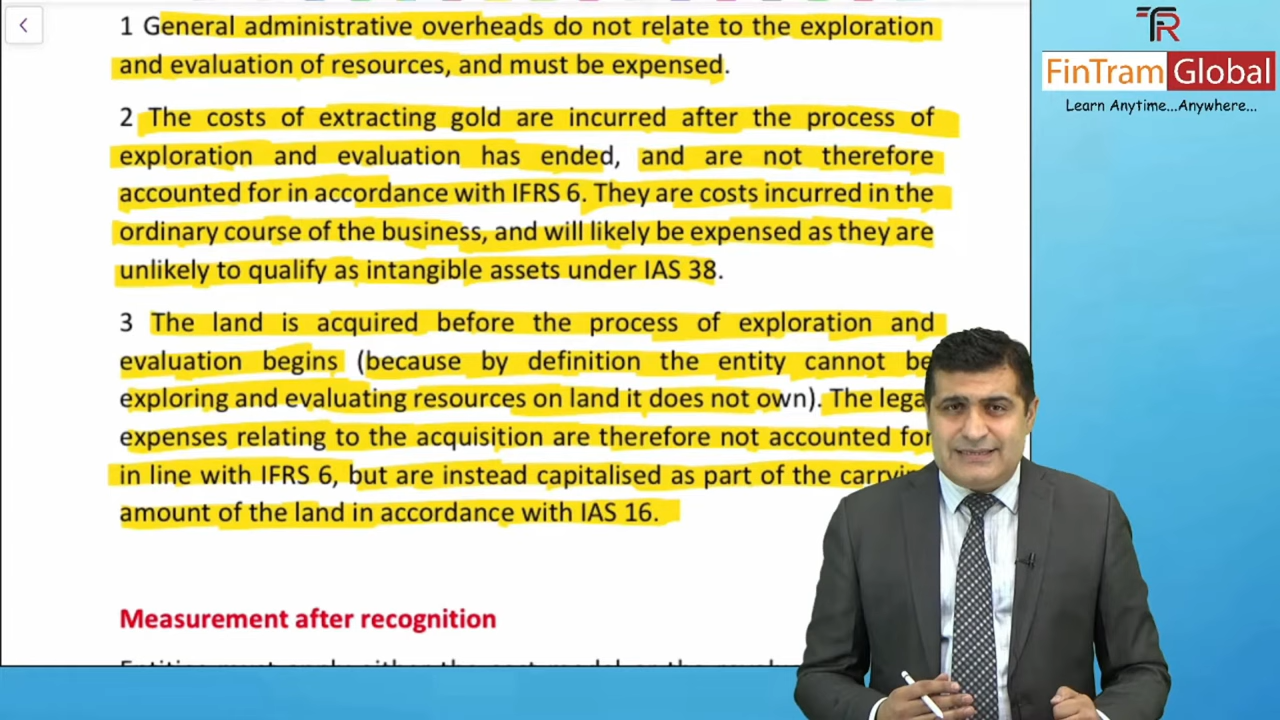 1 General administrative overheads do not relate to the exploration
and evaluation of resources, and must be expensed.
2 The costs of extracting gold are incurred after the process of
exploration and evaluation has ended, and are not therefore
accounted for in accordance with IFRS 6. They are costs incurred in the
ordinary course of the business, and will likely be expensed as they are
unlikely to qualify as intangible assets under IAS 38.
3 The land is acquired before the process of exploration and
evaluation begins (because by definition the entity cannot be
exploring and evaluating resources on land it does not own). The lega
expenses relating to the acquisition are therefore not accounted for
in line with IFRS 6, but are instead capitalised as part of the carryin
amount of the land in accordance with IAS 16.
Measurement after recognition
TR
FinTram Global
Learn Anytime...Anywhere...